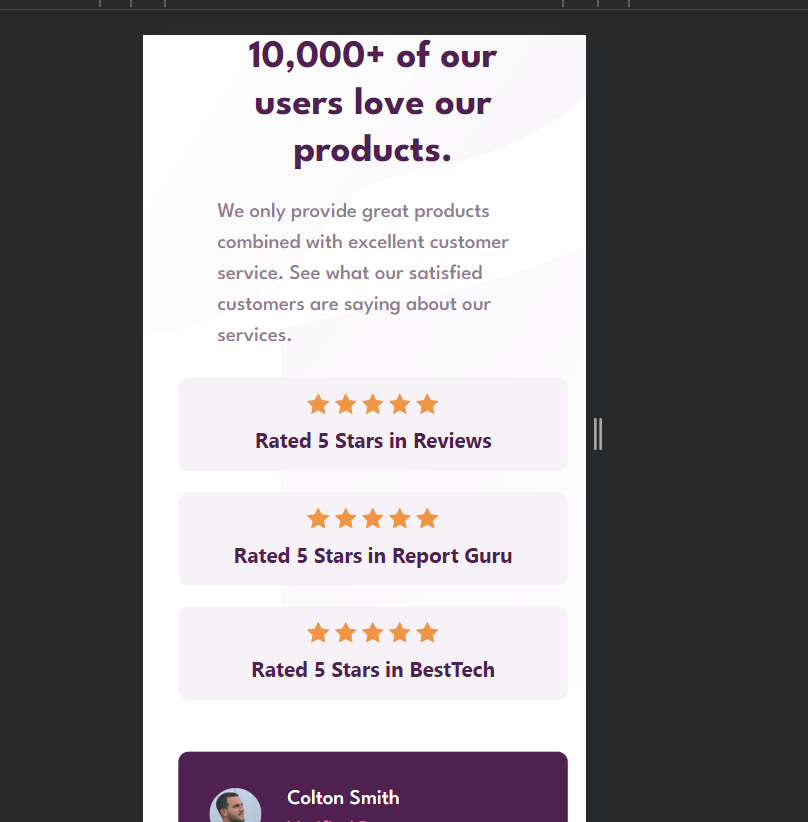 10,000+ of our
users love our
products.
We only provide great products
combined with excellent customer
service. See what our satisfied
customers are saying about our
services.
Rated 5 Stars in Reviews
Rated 5 Stars in Report Guru
Rated 5 Stars in BestTech
Colton Smith